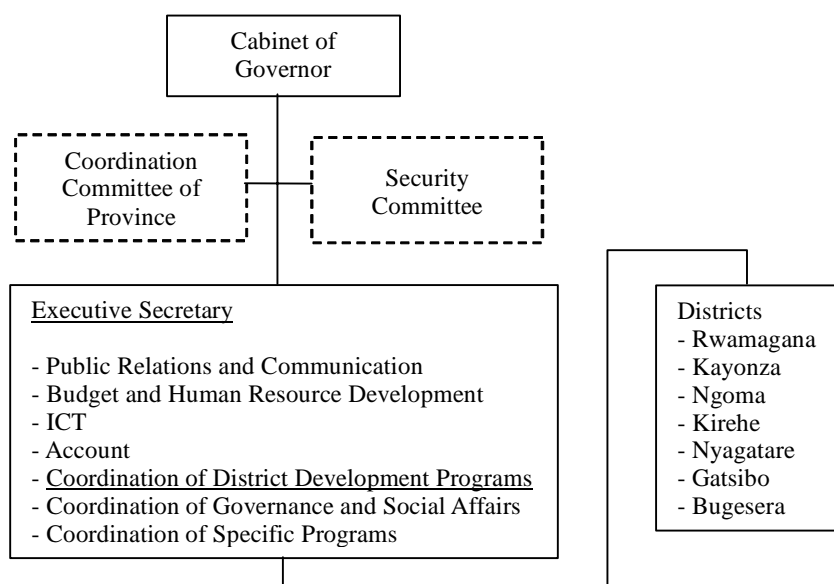 Cabinet of
Governor
Coordination
Committee of
Province
Security
Committee
Executive Secretary
- Public Relations and Communication
- Budget and Human Resource Development
- ICT
- Account
- Coordination of District Development Programs
- Coordination of Governance and Social Affairs
- Coordination of Specific Programs
Districts
- Rwamagana
- Kayonza
- Ngoma
- Kirehe
- Nyagatare
- Gatsibo
- Bugesera